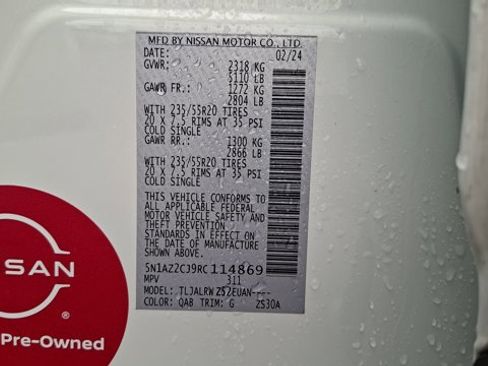 MFD BY NISSAN MOTOR CO., LTD.
DATE: 02/24
GVWR: 2318 KG
5110 LB
GAWR FR.: 1272 KG
2804 LB
WITH 235/55R20 TIRES
20 X 7.5 RIMS AT 35 PSI
COLD SINGLE
GAWR RR.: 1300 KG
2866 LB
WITH 235/55R20 TIRES
20 X 7.5 RIMS AT 35 PSI
COLD SINGLE
THIS VEHICLE CONFORMS TO
ALL APPLICABLE FEDERAL
MOTOR VEHICLE SAFETY AND
THEFT PREVENTION
STANDARDS IN EFFECT ON
THE DATE OF MANUFACTURE
SHOWN ABOVE.
5N1AZ2CJ9RC114869
MPV 311
MODEL: TLJALRWZS2EUAN----
COLOR: QAB TRIM: G ZS30A
SSAN
Pre-Owned